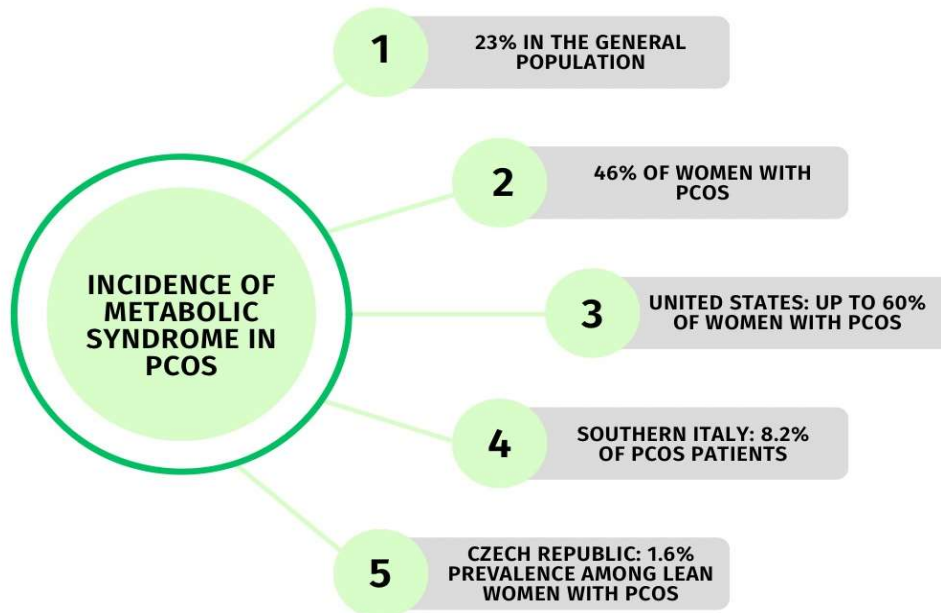 INCIDENCE OF
METABOLIC
SYNDROME IN
PCOS
1
23% IN THE GENERAL
POPULATION
2
46% OF WOMEN WITH
PCOS
3
UNITED STATES: UP TO 60%
OF WOMEN WITH PCOS
4
SOUTHERN ITALY: 8.2%
OF PCOS PATIENTS
5
CZECH REPUBLIC: 1.6%
PREVALENCE AMONG LEAN
WOMEN WITH PCOS